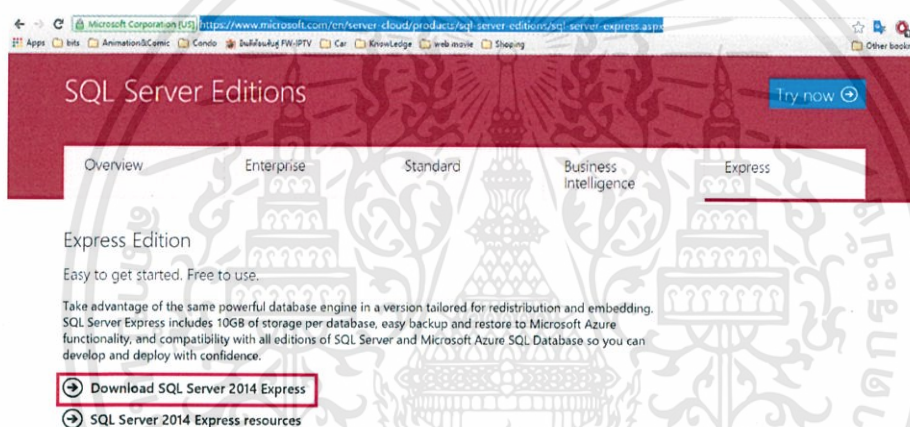 Microsoft Corporation [US] https://www.microsoft.com/en/server-cloud/products/sql-server-editions/sql-server-express.aspx
Apps bits Animation&Comic Condo FW-IPTV Car KnowLedge web movie Shoping Other book
SQL Server Editions
Try now
Overview Enterprise Standard Business Intelligence Express
Express Edition
Easy to get started. Free to use.
Take advantage of the same powerful database engine in a version tailored for redistribution and embedding.
SQL Server Express includes 10GB of storage per database, easy backup and restore to Microsoft Azure
functionality, and compatibility with all editions of SQL Server and Microsoft Azure SQL Database so you can
develop and deploy with confidence.
Download SQL Server 2014 Express
SQL Server 2014 Express resources